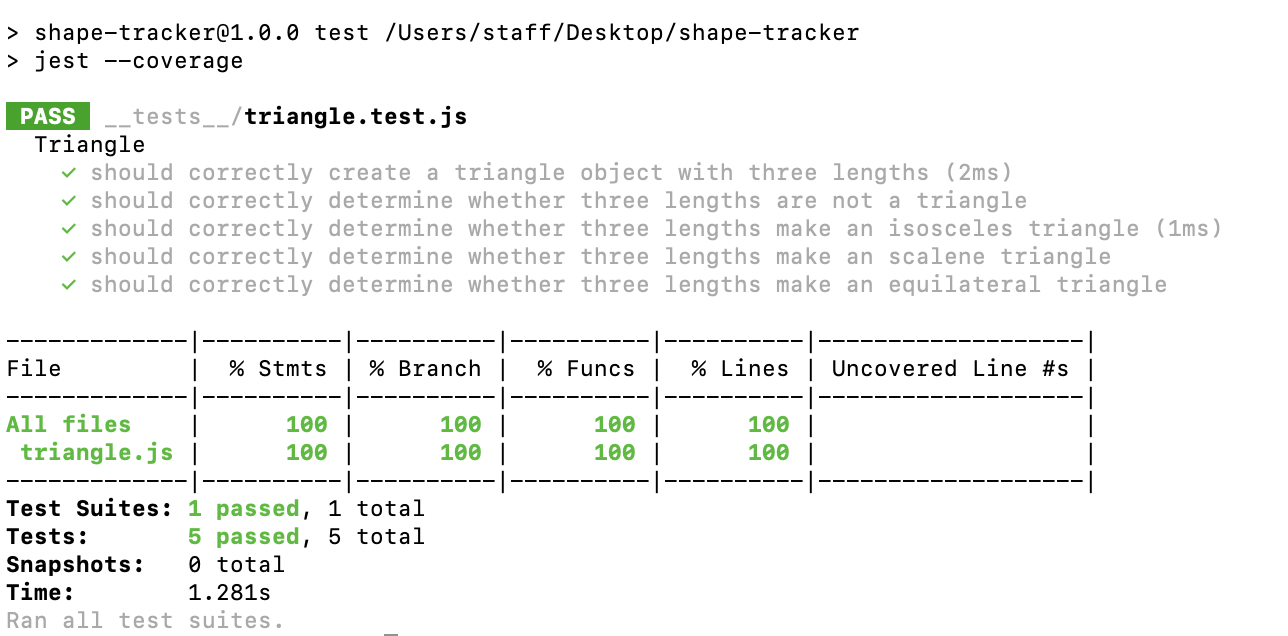 > shape-tracker@1.0.0 test /Users/staff/Desktop/shape-tracker
> jest --coverage
PASS __tests__/triangle.test.js
Triangle
✓ should correctly create a triangle object with three lengths (2ms)
✓ should correctly determine whether three lengths are not a triangle
✓ should correctly determine whether three lengths make an isosceles triangle (1ms)
✓ should correctly determine whether three lengths make an scalene triangle
✓ should correctly determine whether three lengths make an equilateral triangle
-------------|----------|----------|----------|----------|-------------------|
File         |  % Stmts | % Branch |  % Funcs |  % Lines | Uncovered Line #s |
-------------|----------|----------|----------|----------|-------------------|
All files    |      100 |      100 |      100 |      100 |                   |
 triangle.js |      100 |      100 |      100 |      100 |                   |
-------------|----------|----------|----------|----------|-------------------|
Test Suites: 1 passed, 1 total
Tests:       5 passed, 5 total
Snapshots:   0 total
Time:        1.281s
Ran all test suites.